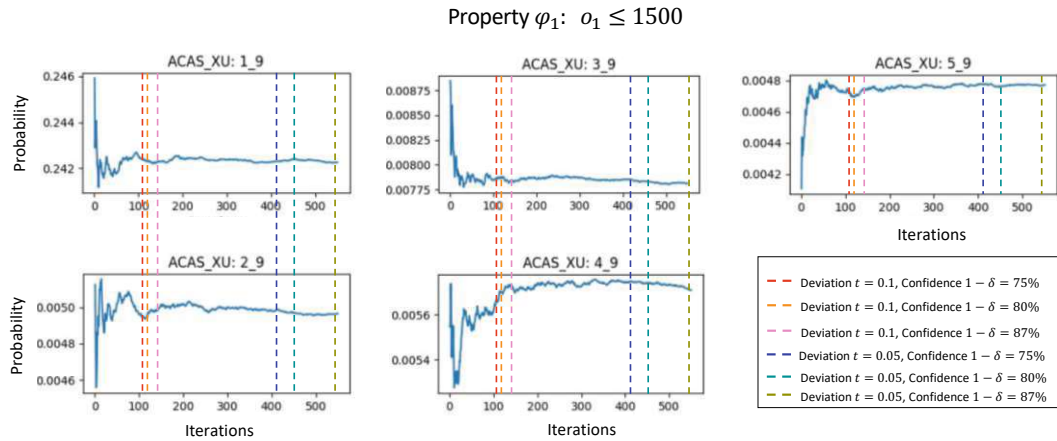 Property φ₁: o₁ ≤ 1500
ACAS_XU: 1_9
Probability
0.246
0.244
0.242
0 100 200 300 400 500
ACAS_XU: 3_9
0.00875
0.00850
0.00825
0.00800
0.00775
0 100 200 300 400 500
ACAS_XU: 5_9
0.0048
0.0046
0.0044
0.0042
0 100 200 300 400 500
Iterations
ACAS_XU: 2_9
Probability
0.0050
0.0048
0.0046
0 100 200 300 400 500
Iterations
ACAS_XU: 4_9
0.0056
0.0054
0 100 200 300 400 500
Iterations
Deviation t = 0.1, Confidence 1 − δ = 75%
Deviation t = 0.1, Confidence 1 − δ = 80%
Deviation t = 0.1, Confidence 1 − δ = 87%
Deviation t = 0.05, Confidence 1 − δ = 75%
Deviation t = 0.05, Confidence 1 − δ = 80%
Deviation t = 0.05, Confidence 1 − δ = 87%